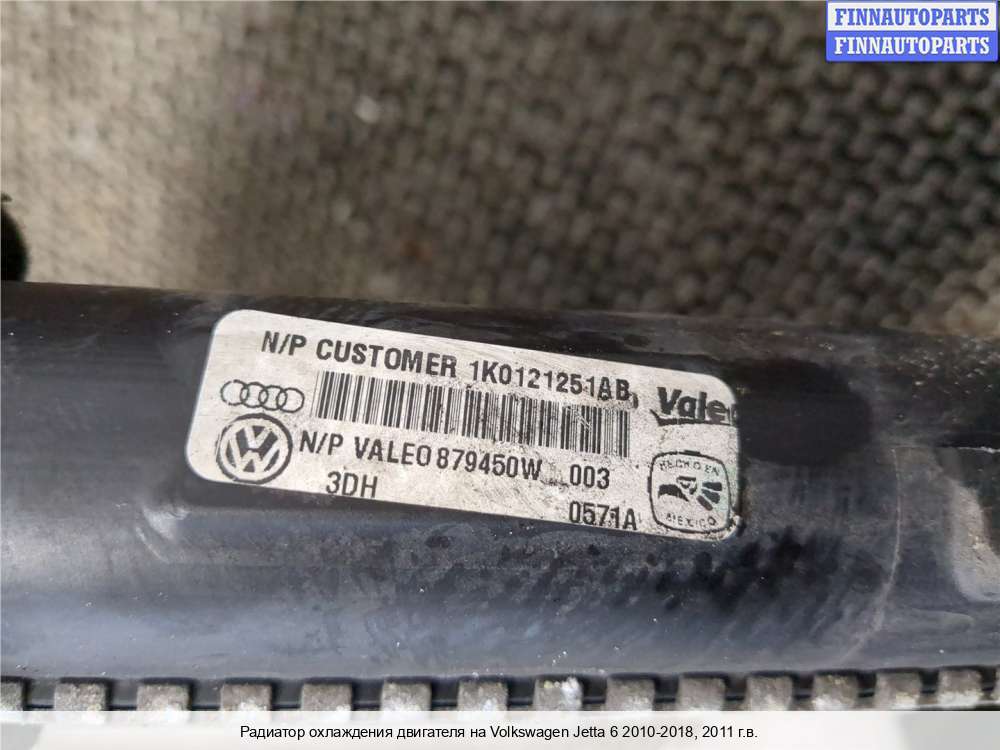 FINNAUTOPARTS
FINNAUTOPARTS
N/P CUSTOMER 1K0121251AB
Valeo
N/P VALEO 879450W 003
3DH
0571A
HECHO EN
MEXICO
Радиатор охлаждения двигателя на Volkswagen Jetta 6 2010-2018, 2011 г.в.